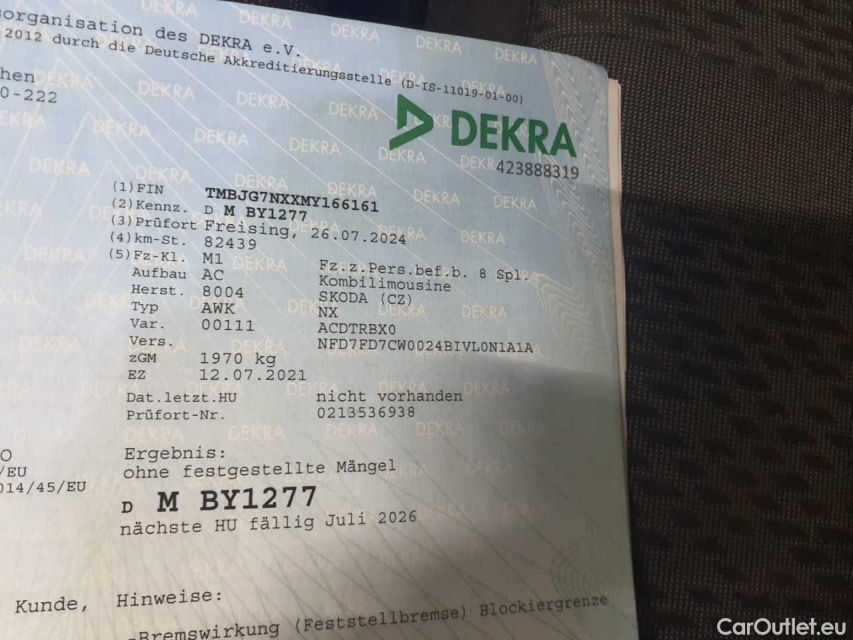 organisation des DEKRA e.V.
2012 durch die Deutsche Akkreditierungsstelle (D-IS-11019-01-00)
hen
0-222
DEKRA
423888319
(1) FIN TMBJG7NXXMY166161
(2) Kennz. D M BY1277
(3) Prüfort Freising, 26.07.2024
(4) km-St. 82439
(5) Fz-Kl. M1 Fz.z.Pers.bef.b. 8 Spl.
Aufbau AC Kombilimousine
Herst. 8004 SKODA (CZ)
Typ AWK NX
Var. 00111 ACDTRBX0
Vers. NFD7FD7CW0024BIVL0N1A1A
zGM 1970 kg
EZ 12.07.2021
Dat.letzt.HU nicht vorhanden
Prüfort-Nr. 0213536938
O
/EU
014/45/EU
Ergebnis:
ohne festgestellte Mängel
D M BY1277
nächste HU fällig Juli 2026
Kunde, Hinweise:
-Bremswirkung (Feststellbremse) Blockiergrenze
CarOutlet.eu